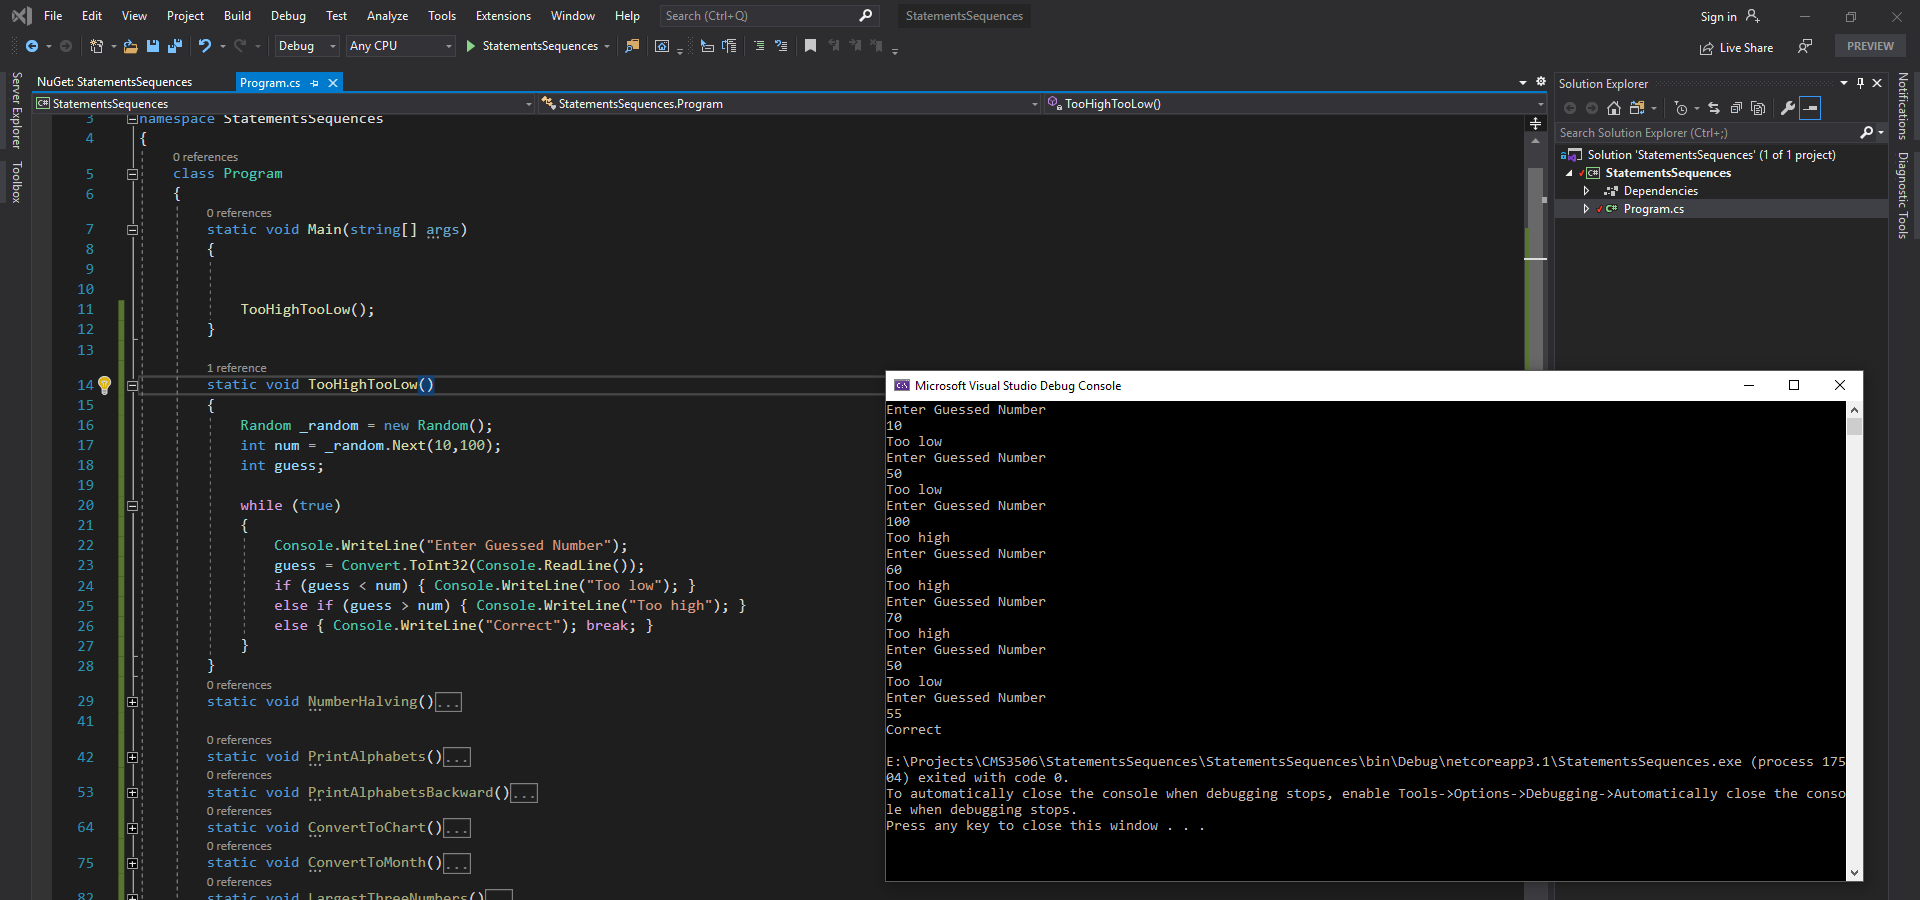 File Edit View Project Build Debug Test Analyze Tools Extensions Window Help Search (Ctrl+Q) StatementsSequences Sign in
Debug Any CPU StatementsSequences Live Share PREVIEW
Server Explorer
Toolbox
NuGet: StatementsSequences Program.cs
StatementsSequences StatementsSequences.Program TooHighTooLow()
3 namespace StatementsSequences
4 {
0 references
5 class Program
6 {
0 references
7 static void Main(string[] args)
8 {
9
10
11 TooHighTooLow();
12 }
13
1 reference
14 static void TooHighTooLow()
15 {
16 Random _random = new Random();
17 int num = _random.Next(10,100);
18 int guess;
19
20 while (true)
21 {
22 Console.WriteLine("Enter Guessed Number");
23 guess = Convert.ToInt32(Console.ReadLine());
24 if (guess < num) { Console.WriteLine("Too low"); }
25 else if (guess > num) { Console.WriteLine("Too high"); }
26 else { Console.WriteLine("Correct"); break; }
27 }
28 }
0 references
29 static void NumberHalving()...
41
0 references
42 static void PrintAlphabets()...
0 references
53 static void PrintAlphabetsBackward()...
0 references
64 static void ConvertToChart()...
0 references
75 static void ConvertToMonth()...
0 references
82 static void LargestThreeNumbers()...
Microsoft Visual Studio Debug Console
Enter Guessed Number
10
Too low
Enter Guessed Number
50
Too low
Enter Guessed Number
100
Too high
Enter Guessed Number
60
Too high
Enter Guessed Number
70
Too high
Enter Guessed Number
50
Too low
Enter Guessed Number
55
Correct
E:\Projects\CMS3506\StatementsSequences\StatementsSequences\bin\Debug\netcoreapp3.1\StatementsSequences.exe (process 175
04) exited with code 0.
To automatically close the console when debugging stops, enable Tools->Options->Debugging->Automatically close the conso
le when debugging stops.
Press any key to close this window . . .
Solution Explorer
Search Solution Explorer (Ctrl+;)
Solution 'StatementsSequences' (1 of 1 project)
C# StatementsSequences
Dependencies
C# Program.cs
Notifications
Diagnostic Tools